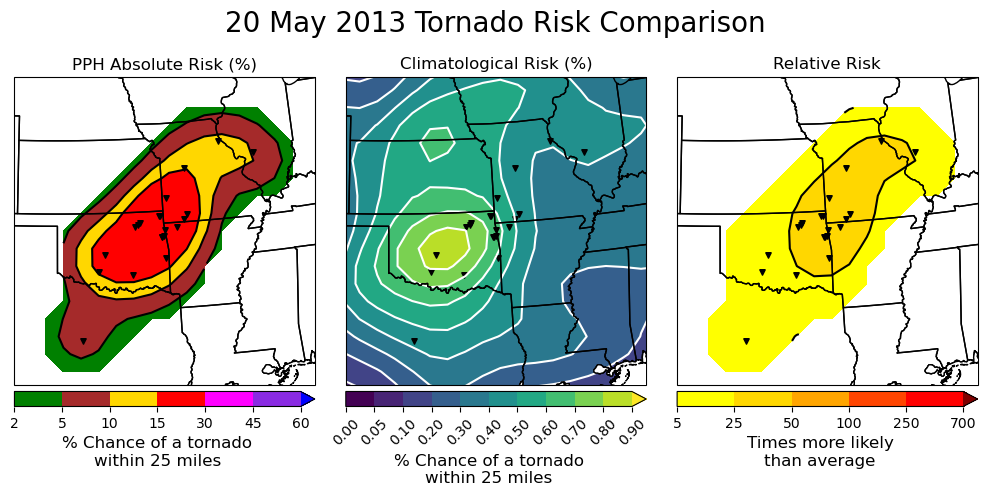 20 May 2013 Tornado Risk Comparison
PPH Absolute Risk (%)
Climatological Risk (%)
Relative Risk
2 5 10 15 30 45 60
% Chance of a tornado
within 25 miles
0.00 0.05 0.10 0.20 0.30 0.40 0.50 0.60 0.70 0.80 0.90
% Chance of a tornado
within 25 miles
5 25 50 100 250 700
Times more likely
than average